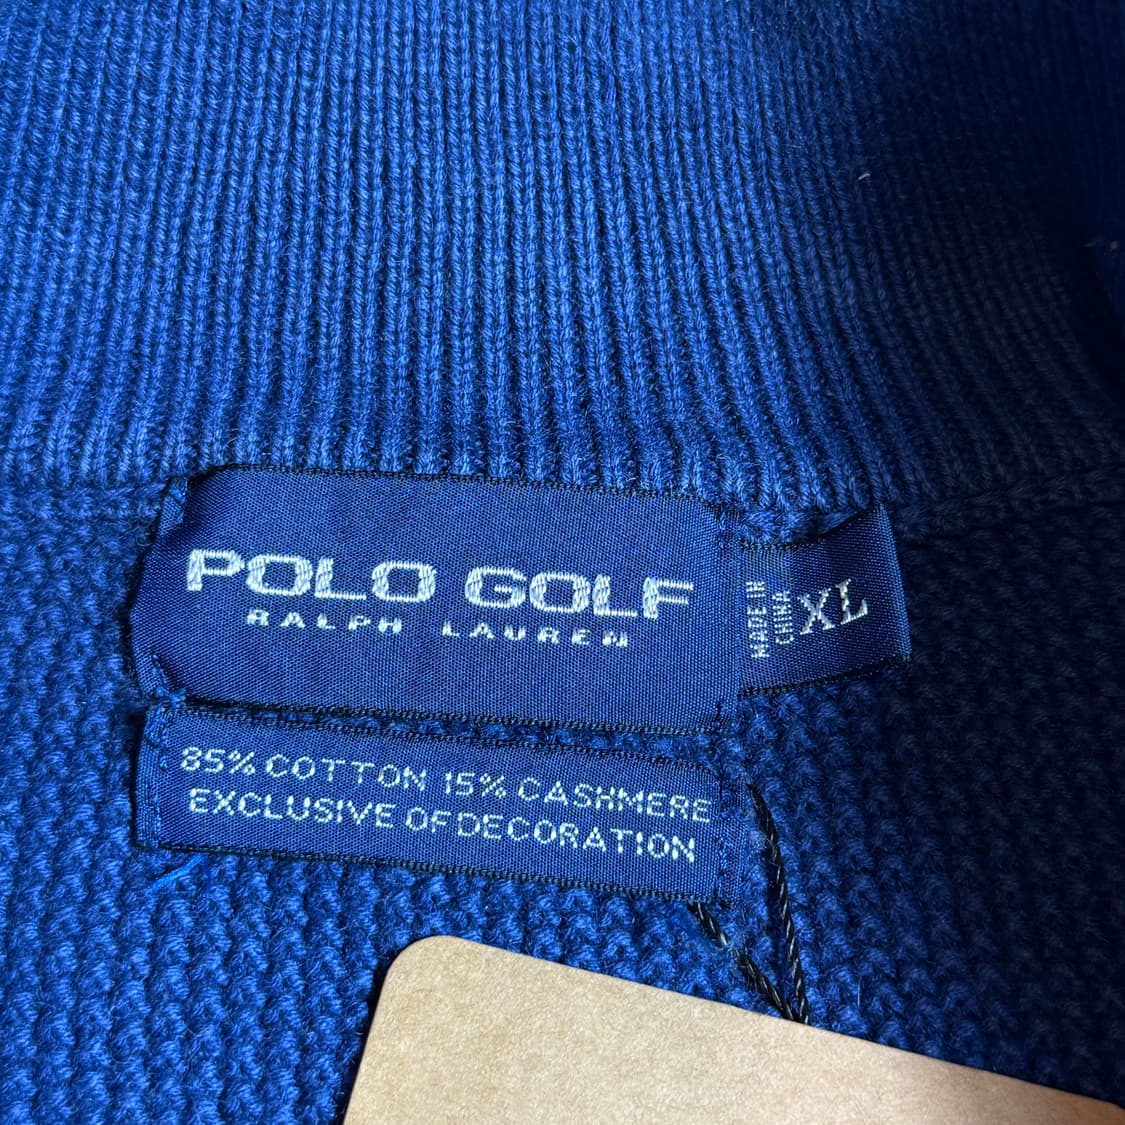 POLO GOLF
RALPH LAUREN
XL
MADE IN
CHINA
85% COTTON 15% CASHMERE
EXCLUSIVE OF DECORATION